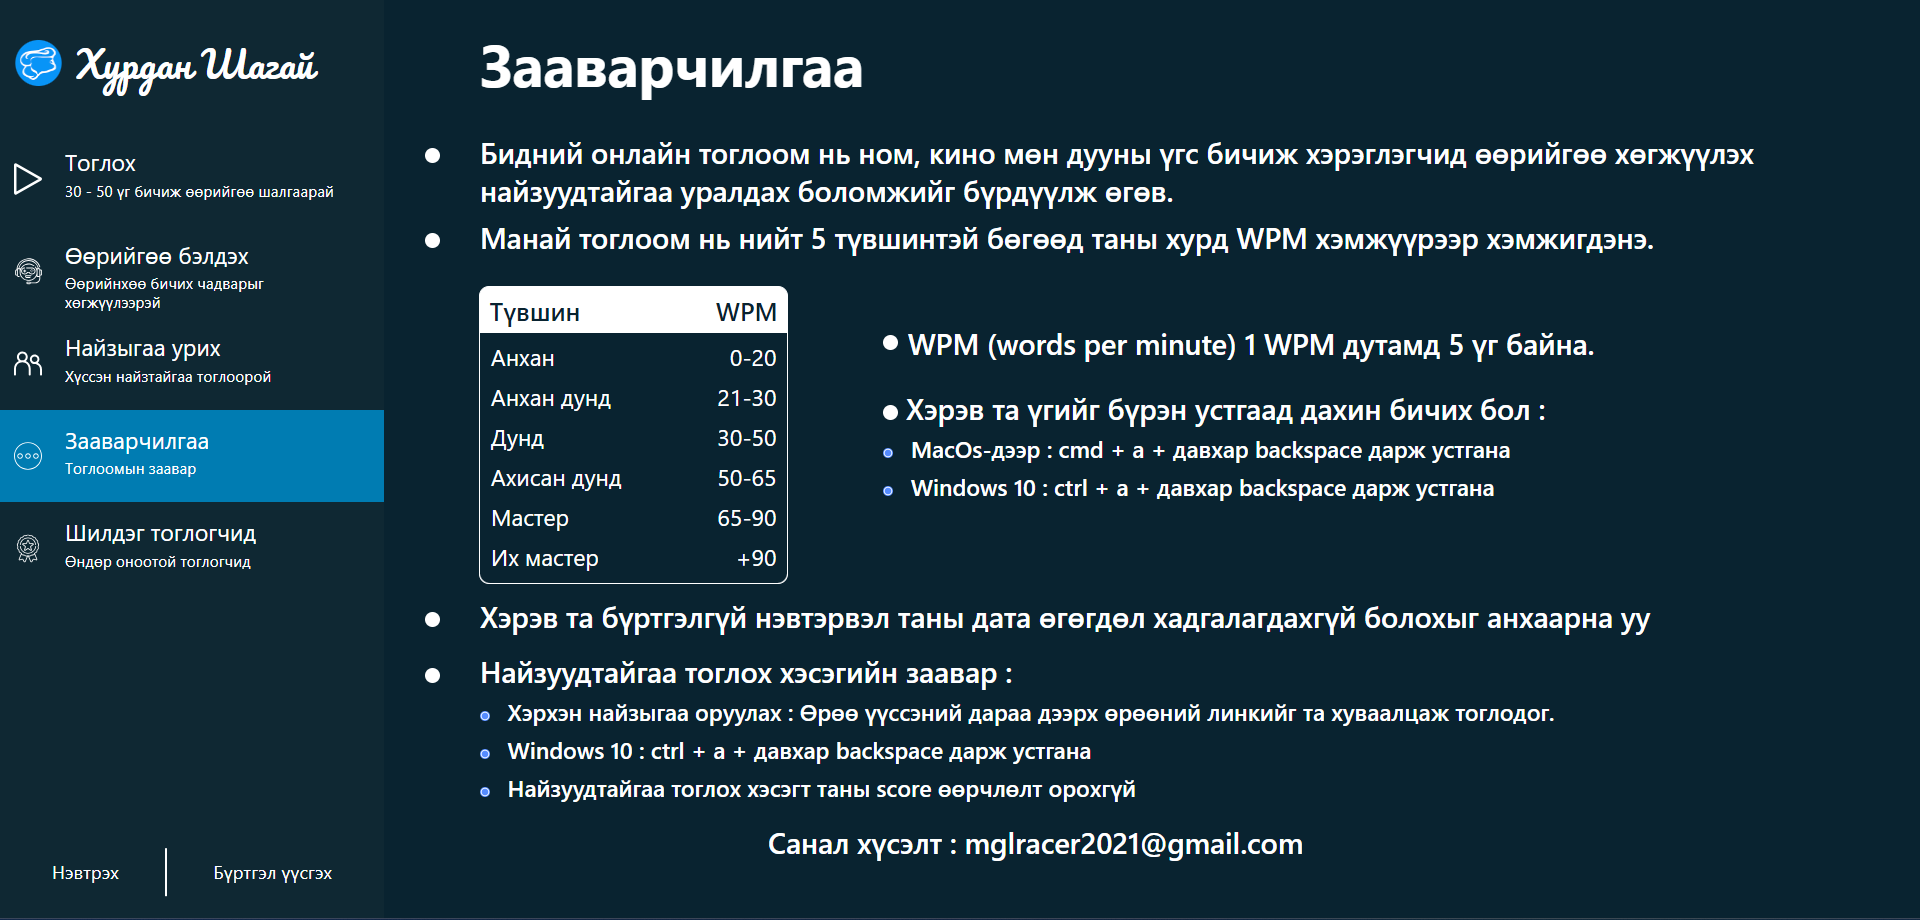 Хурдан Шагай
Тоглох
30 - 50 үг бичиж өөрийгөө шалгаарай
Өөрийгөө бэлдэх
Өөрийнхөө бичих чадварыг
хөгжүүлээрэй
Найзыгаа урих
Хүссэн найзтайгаа тоглоорой
Зааварчилгаа
Тоглоомын заавар
Шилдэг тоглогчид
Өндөр оноотой тоглогчид
Нэвтрэх
Бүртгэл үүсгэх
Зааварчилгаа
Бидний онлайн тоглоом нь ном, кино мөн дууны үгс бичиж хэрэглэгчид өөрийгөө хөгжүүлэх
найзуудтайгаа уралдах боломжийг бүрдүүлж өгөв.
Манай тоглоом нь нийт 5 түвшинтэй бөгөөд таны хурд WPM хэмжүүрээр хэмжигдэнэ.
Түвшин WPM
Анхан 0-20
Анхан дунд 21-30
Дунд 30-50
Ахисан дунд 50-65
Мастер 65-90
Их мастер +90
WPM (words per minute) 1 WPM дутамд 5 үг байна.
Хэрэв та үгийг бүрэн устгаад дахин бичих бол :
MacOs-дээр : cmd + a + давхар backspace дарж устгана
Windows 10 : ctrl + a + давхар backspace дарж устгана
Хэрэв та бүртгэлгүй нэвтэрвэл таны дата өгөгдөл хадгалагдахгүй болохыг анхаарна уу
Найзуудтайгаа тоглох хэсэгийн заавар :
Хэрхэн найзыгаа оруулах : Өрөө үүссэний дараа дээрх өрөөний линкийг та хуваалцаж тоглодог.
Windows 10 : ctrl + a + давхар backspace дарж устгана
Найзуудтайгаа тоглох хэсэгт таны score өөрчлөлт орохгүй
Санал хүсэлт : mglracer2021@gmail.com